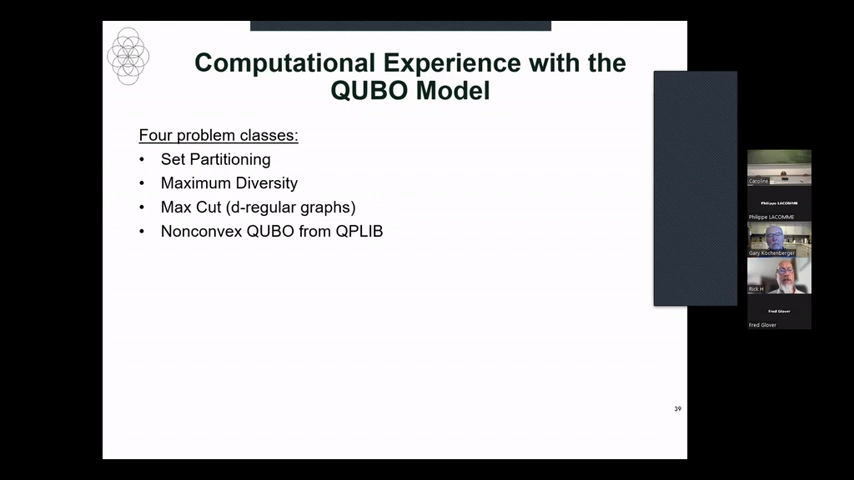 Computational Experience with the
QUBO Model
Four problem classes:
• Set Partitioning
• Maximum Diversity
• Max Cut (d-regular graphs)
• Nonconvex QUBO from QPLIB
39
Caroline
Philippe LACOMME
Philippe LACOMME
Gary Kochenberger
Rick H
Fred Glover
Fred Glover